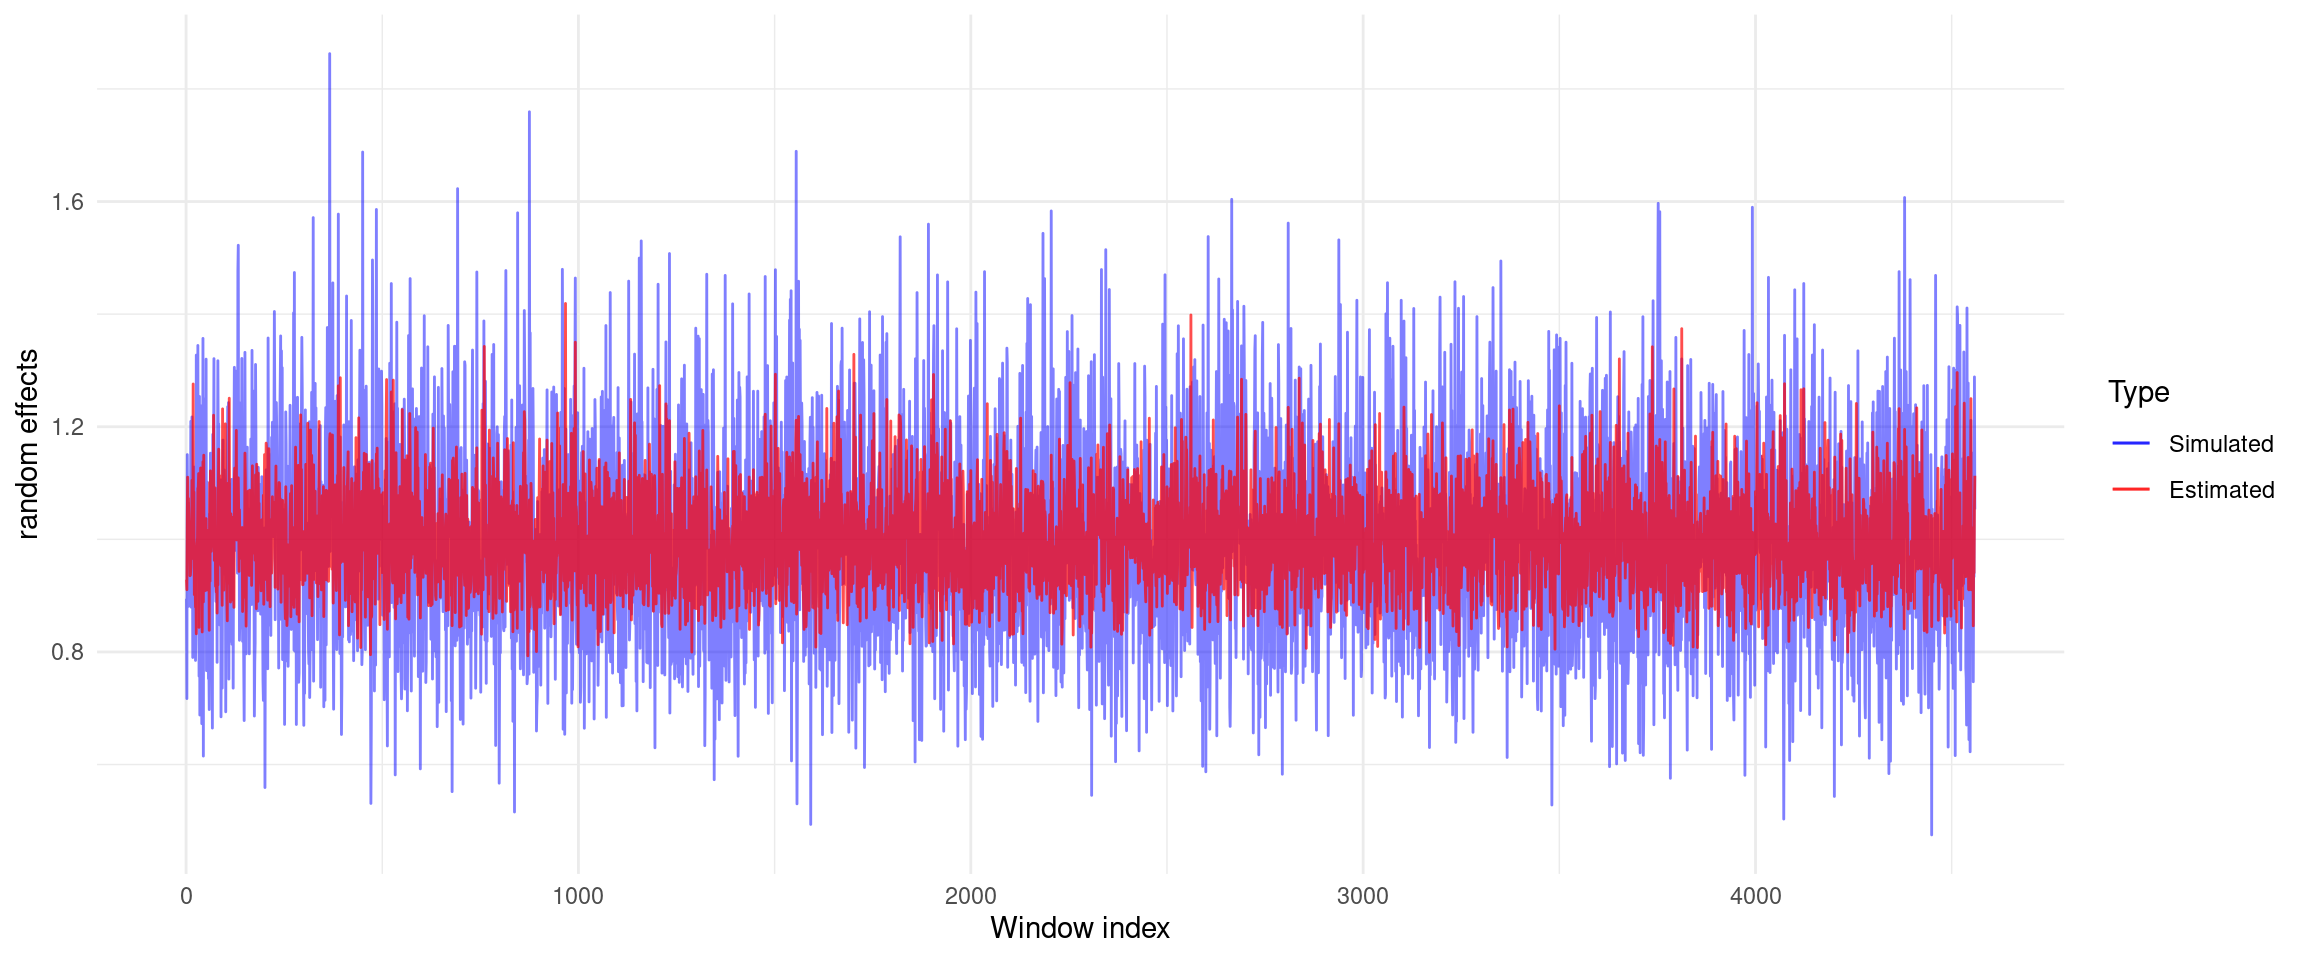 1.6
1.2
0.8
random effects
0
1000
2000
3000
4000
Window index
Type
Simulated
Estimated